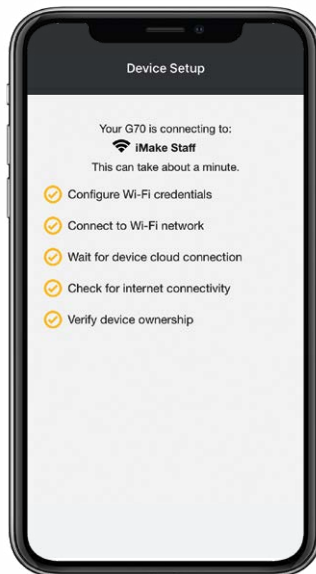 Device Setup
Your G70 is connecting to:
iMake Staff
This can take about a minute.
Configure Wi-Fi credentials
Connect to Wi-Fi network
Wait for device cloud connection
Check for internet connectivity
Verify device ownership